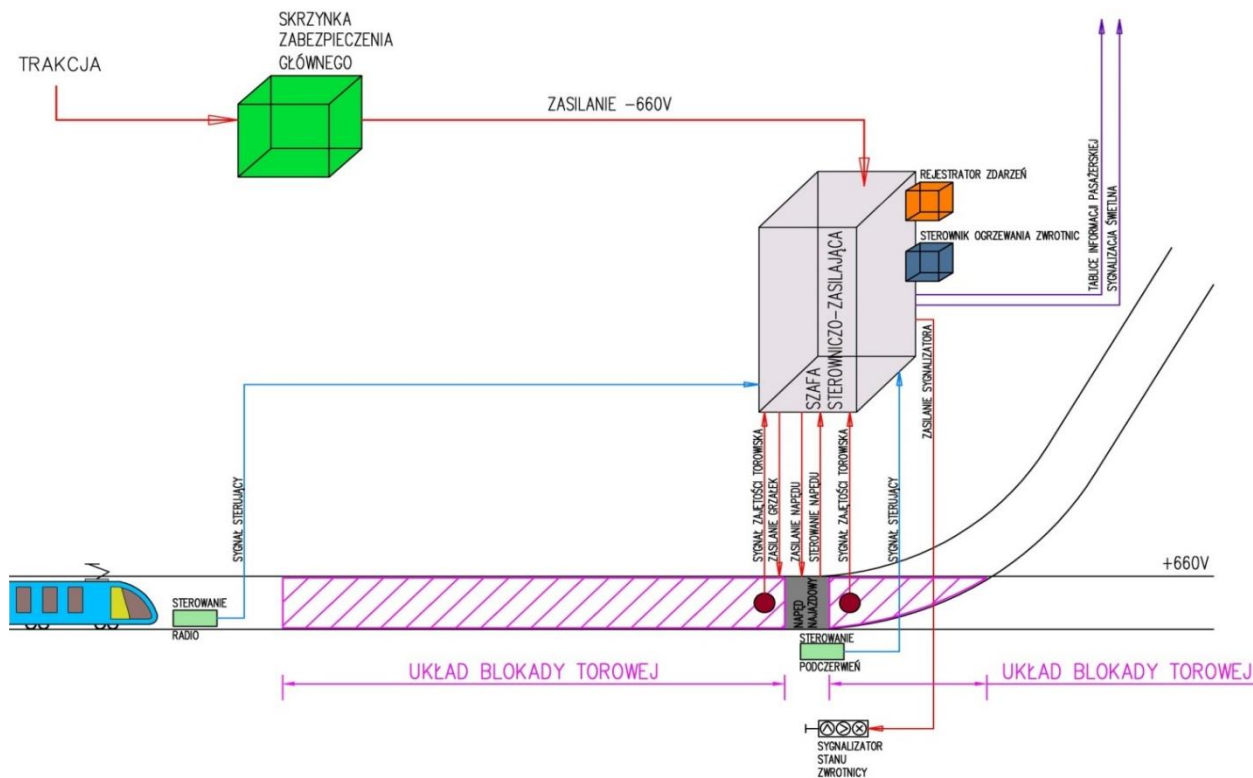 SKRZYNKA
ZABEZPIECZENIA
GŁÓWNEGO
TRAKCJA
ZASILANIE -660V
REJESTRATOR ZDARZEŃ
STEROWNIK OGRZEWANIA ZWROTNIC
TABLICE INFORMACJI PASAŻERSKIEJ
SYGNALIZACJA ŚWIETLNA
SZAFA
STEROWNICZO-ZASILAJĄCA
ZASILANIE SYGNALIZATORA
SYGNAŁ STERUJĄCY
SYGNAŁ ZAJĘTOŚCI TOROWISKA
ZASILANIE GRZAŁEK
ZASILANIE NAPĘDU
STEROWANIE NAPĘDU
SYGNAŁ ZAJĘTOŚCI TOROWISKA
SYGNAŁ STERUJĄCY
+660V
STEROWANIE
RADIO
NAPĘD
NAJAZDOWY
STEROWANIE
PODCZERWIEŃ
UKŁAD BLOKADY TOROWEJ
UKŁAD BLOKADY TOROWEJ
SYGNALIZATOR
STANU
ZWROTNICY